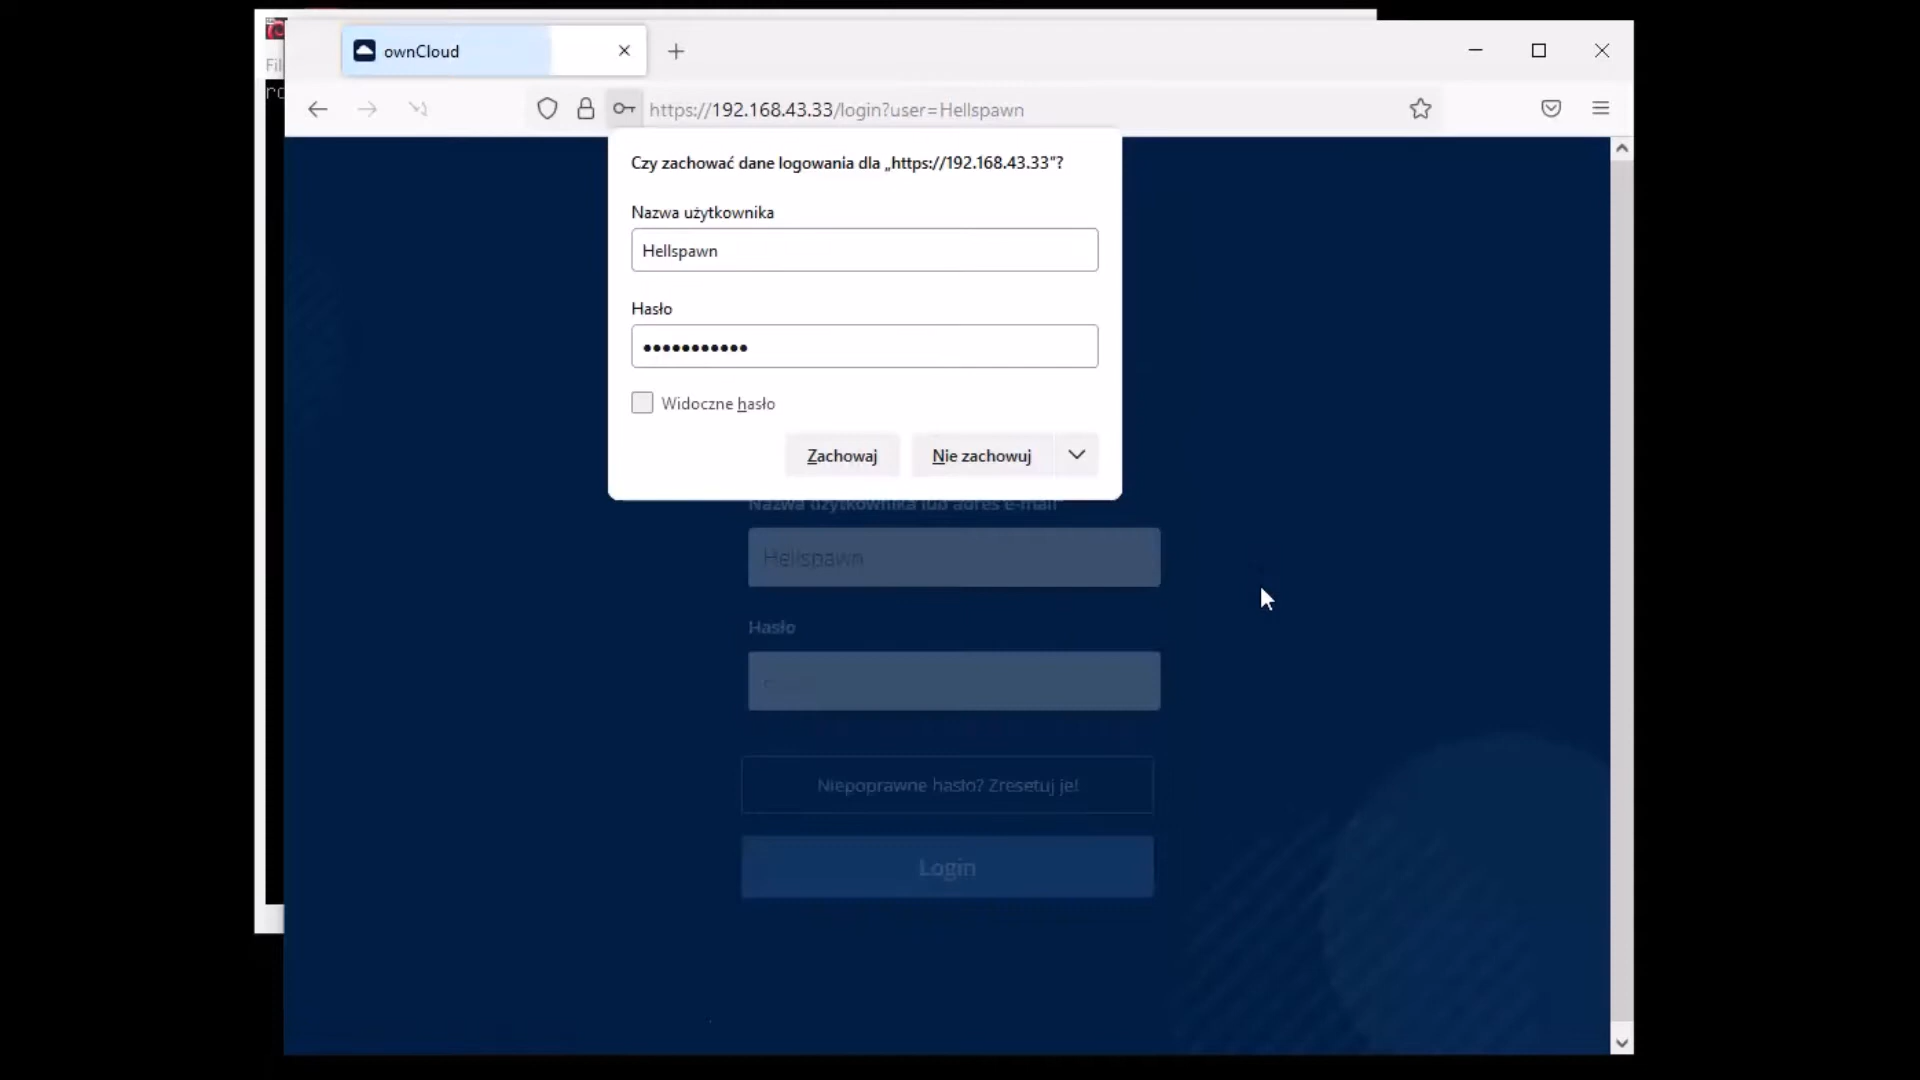 ownCloud
Fil
https://192.168.43.33/login?user=Hellspawn
Czy zachować dane logowania dla „https://192.168.43.33”?
Nazwa użytkownika
Hellspawn
Hasło
•••••••••••
Widoczne hasło
Zachowaj
Nie zachowuj
Nazwa użytkownika lub adres e-mail
Hellspawn
Hasło
Niepoprawne hasło? Zresetuj je!
Login